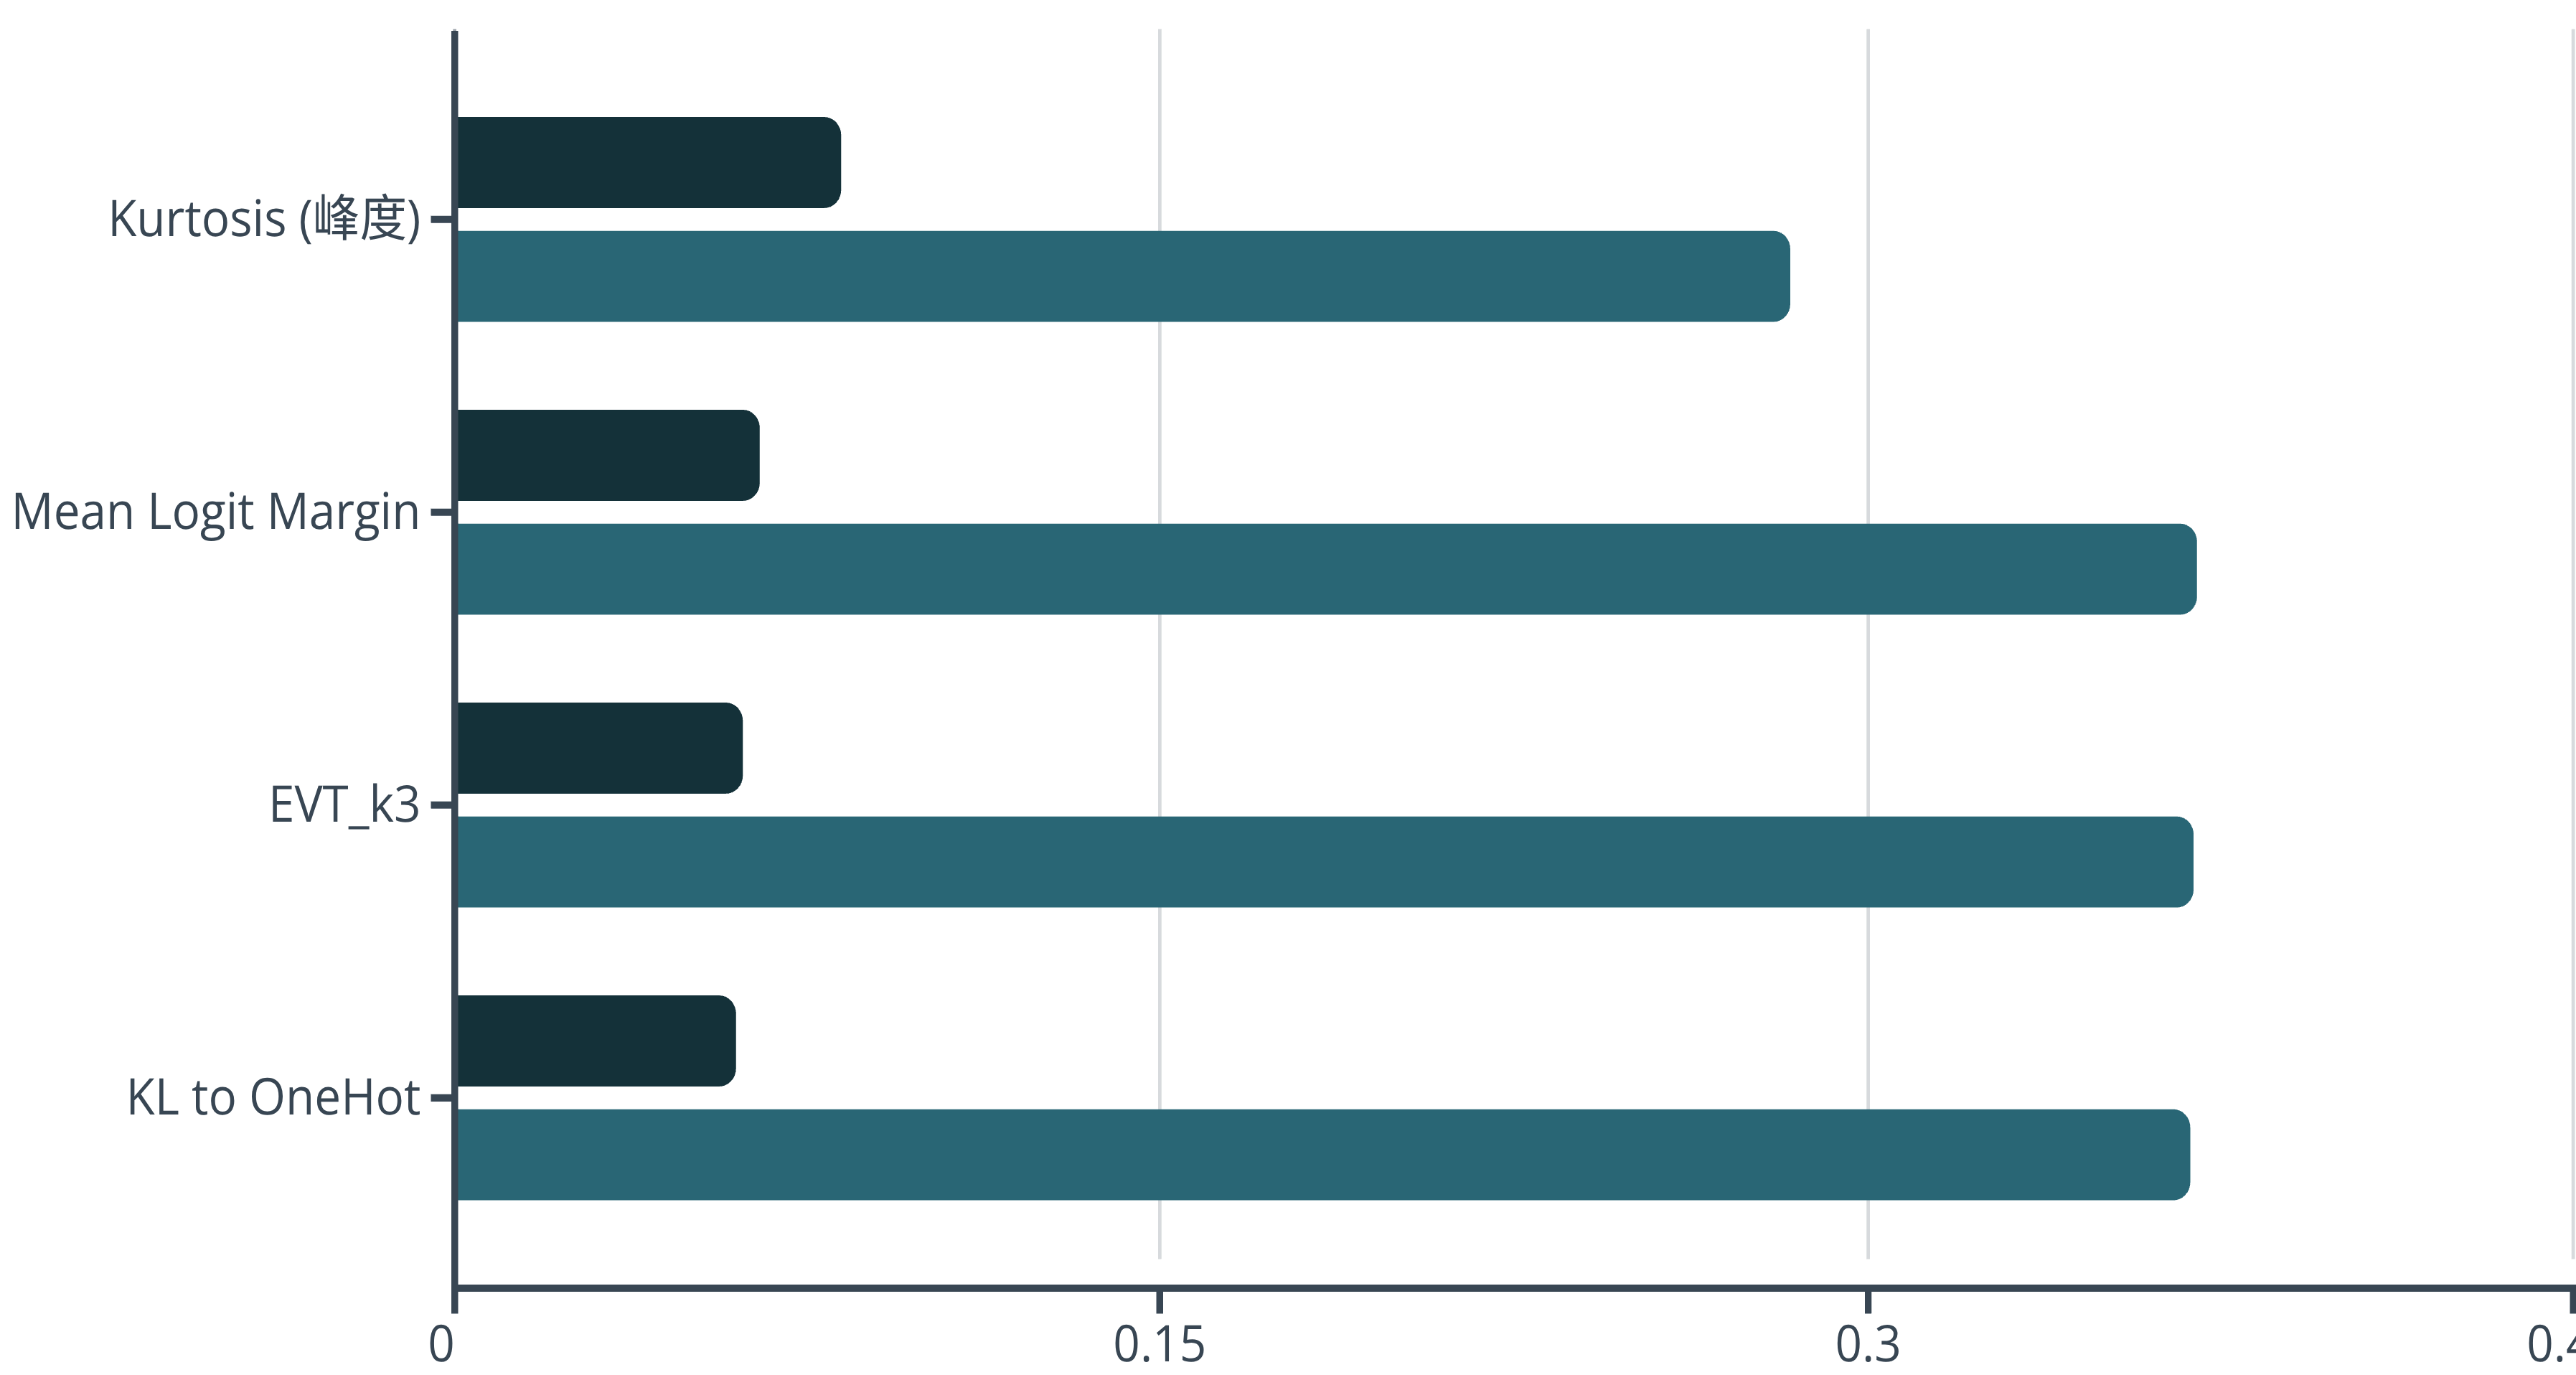 Kurtosis (峰度)
Mean Logit Margin
EVT_k3
KL to OneHot
0 0.15 0.3